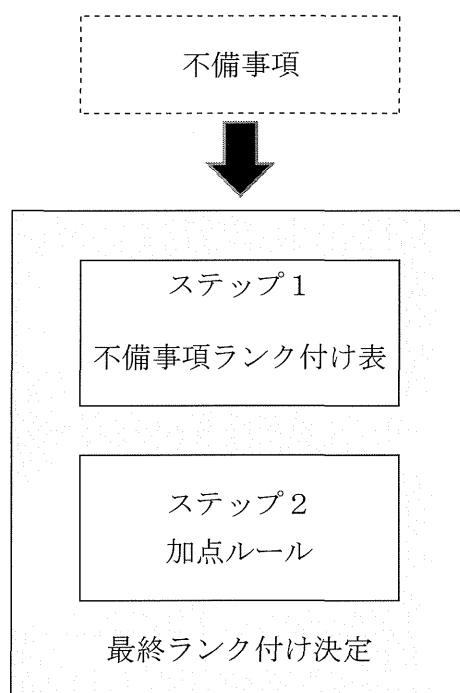 不備事項
ステップ１
不備事項ランク付け表
ステップ２
加点ルール
最終ランク付け決定